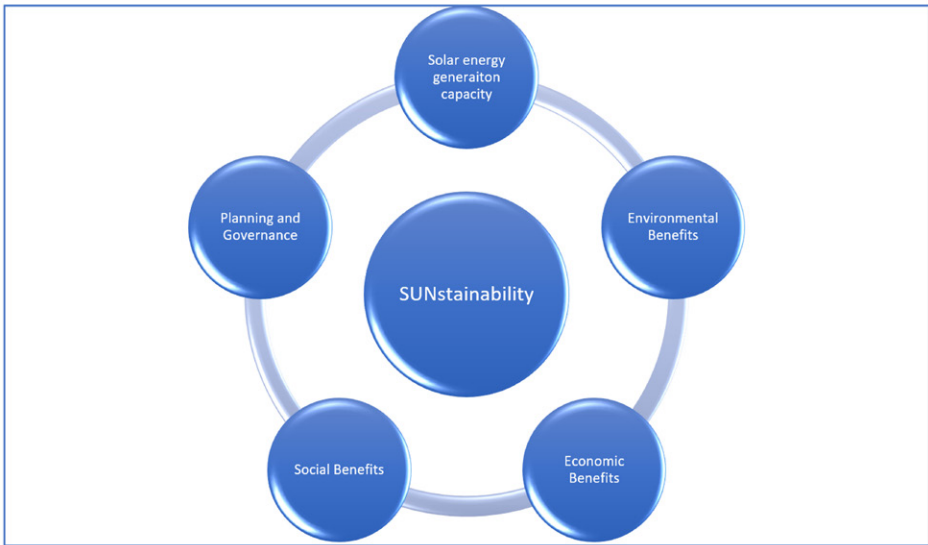 Solar energy
generaiton
capacity
Environmental
Benefits
Economic
Benefits
Social Benefits
Planning and
Governance
SUNstainability